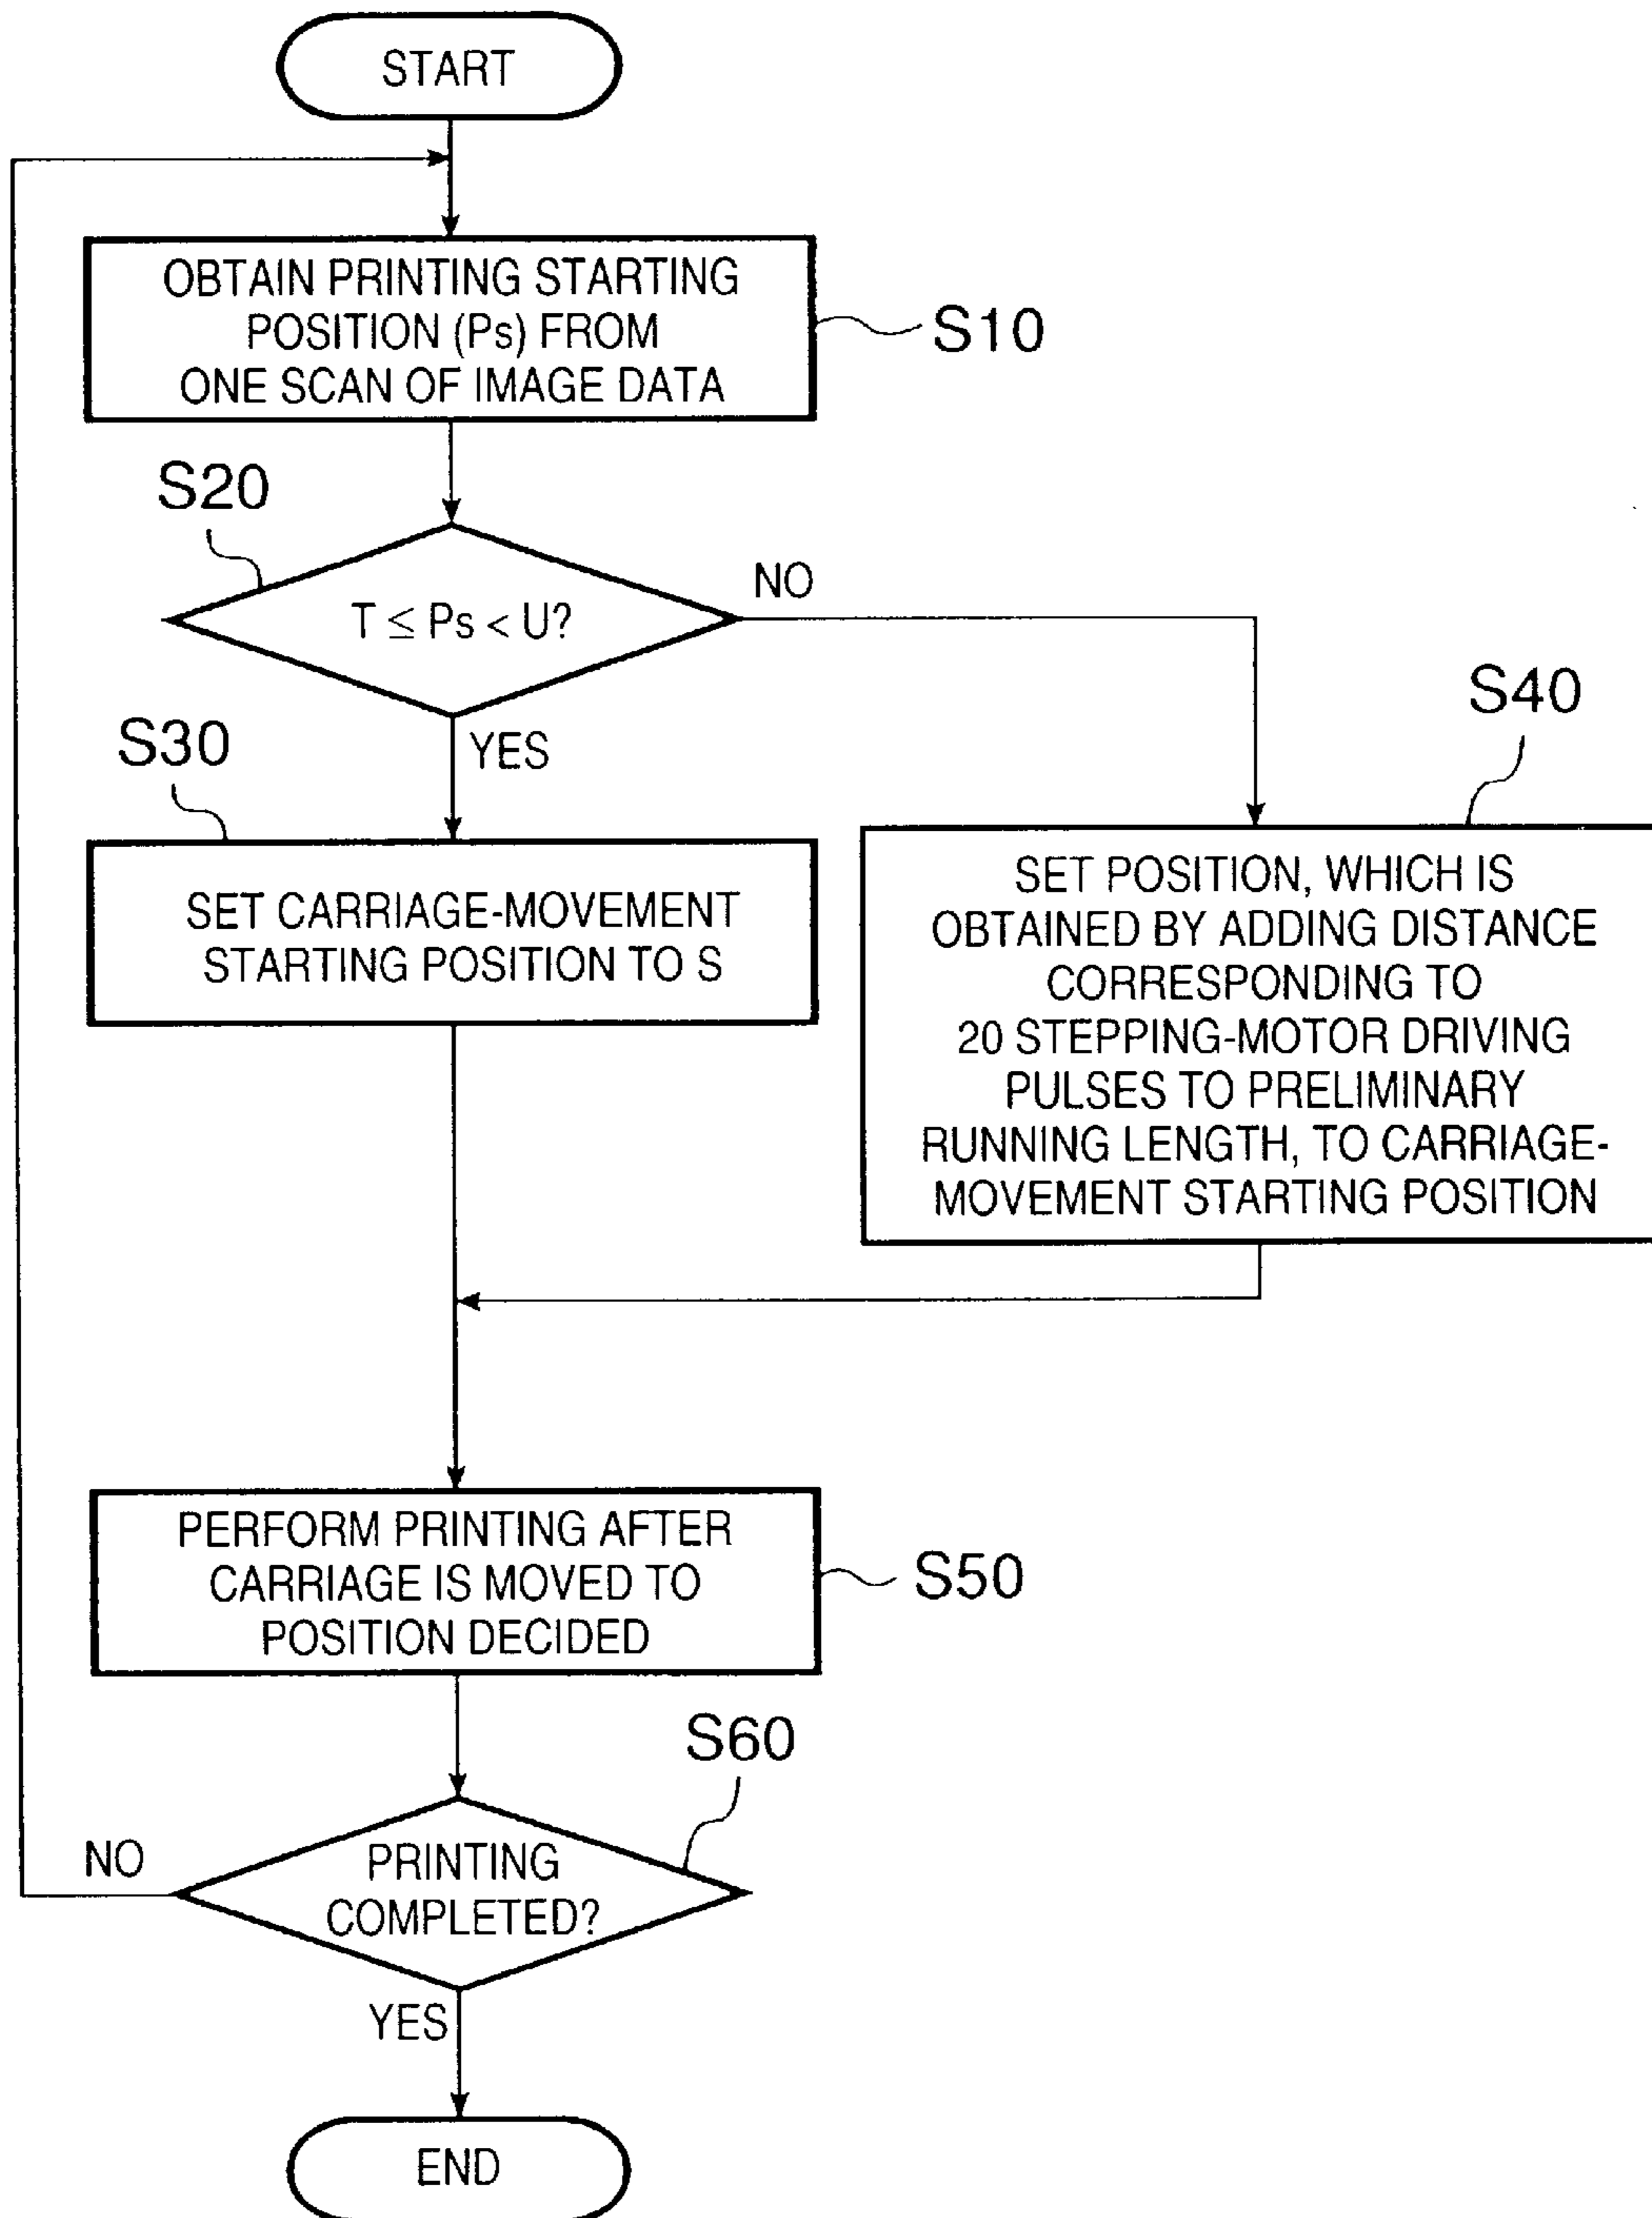 START
OBTAIN PRINTING STARTING
POSITION (Ps) FROM
ONE SCAN OF IMAGE DATA
S10
S20
T ≦ Ps < U?
NO
YES
S30
SET CARRIAGE-MOVEMENT
STARTING POSITION TO S
S40
SET POSITION, WHICH IS
OBTAINED BY ADDING DISTANCE
CORRESPONDING TO
20 STEPPING-MOTOR DRIVING
PULSES TO PRELIMINARY
RUNNING LENGTH, TO CARRIAGE-
MOVEMENT STARTING POSITION
PERFORM PRINTING AFTER
CARRIAGE IS MOVED TO
POSITION DECIDED
S50
S60
PRINTING
COMPLETED?
NO
YES
END